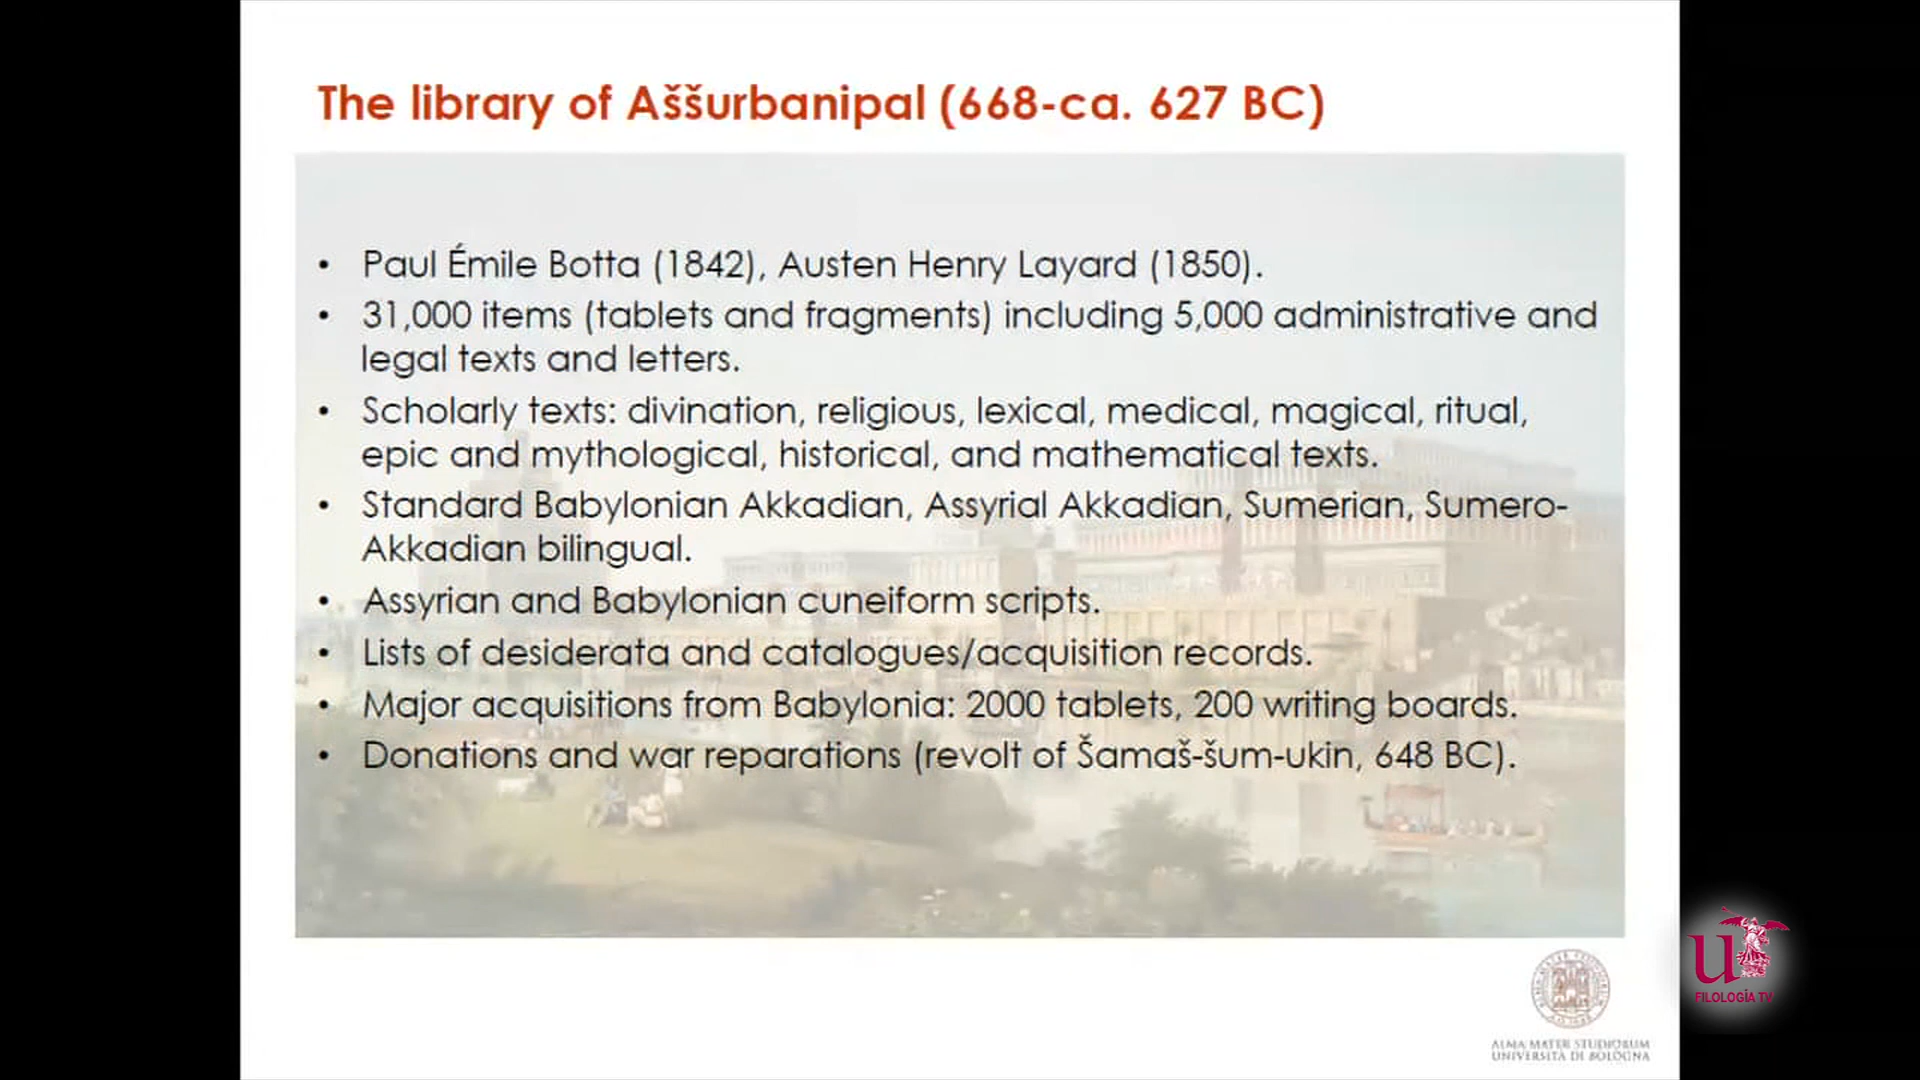 The library of Aššurbanipal (668-ca. 627 BC)
• Paul Émile Botta (1842), Austen Henry Layard (1850).
• 31,000 items (tablets and fragments) including 5,000 administrative and
legal texts and letters.
• Scholarly texts: divination, religious, lexical, medical, magical, ritual,
epic and mythological, historical, and mathematical texts.
• Standard Babylonian Akkadian, Assyrial Akkadian, Sumerian, Sumero-
Akkadian bilingual.
• Assyrian and Babylonian cuneiform scripts.
• Lists of desiderata and catalogues/acquisition records.
• Major acquisitions from Babylonia: 2000 tablets, 200 writing boards.
• Donations and war reparations (revolt of Šamaš-šum-ukin, 648 BC).
u
FILOLOGÍA TV
ALMA MATER STUDIORUM
UNIVERSITÀ DI BOLOGNA